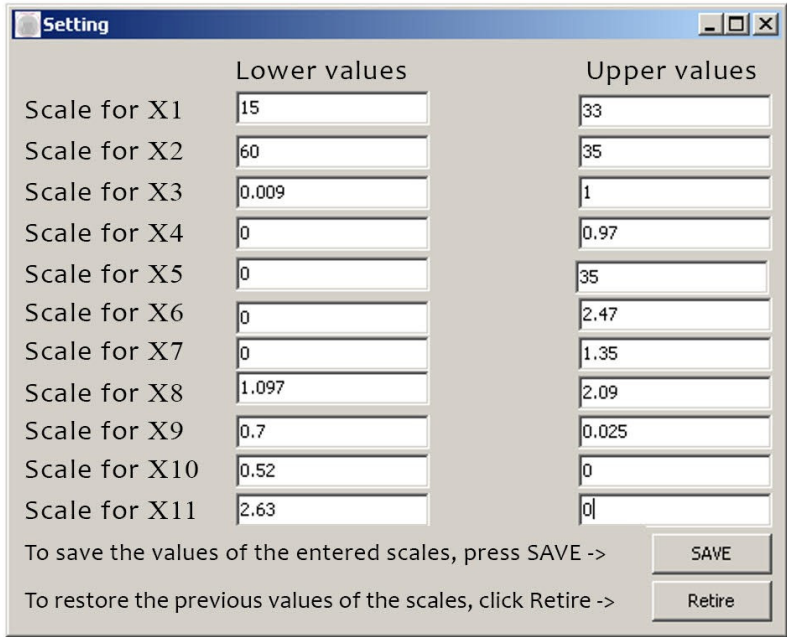 Setting
Lower values Upper values
Scale for X1 15 33
Scale for X2 60 35
Scale for X3 0.009 1
Scale for X4 0 0.97
Scale for X5 0 35
Scale for X6 0 2.47
Scale for X7 0 1.35
Scale for X8 1.097 2.09
Scale for X9 0.7 0.025
Scale for X10 0.52 0
Scale for X11 2.63 0
To save the values of the entered scales, press SAVE -> SAVE
To restore the previous values of the scales, click Retire -> Retire